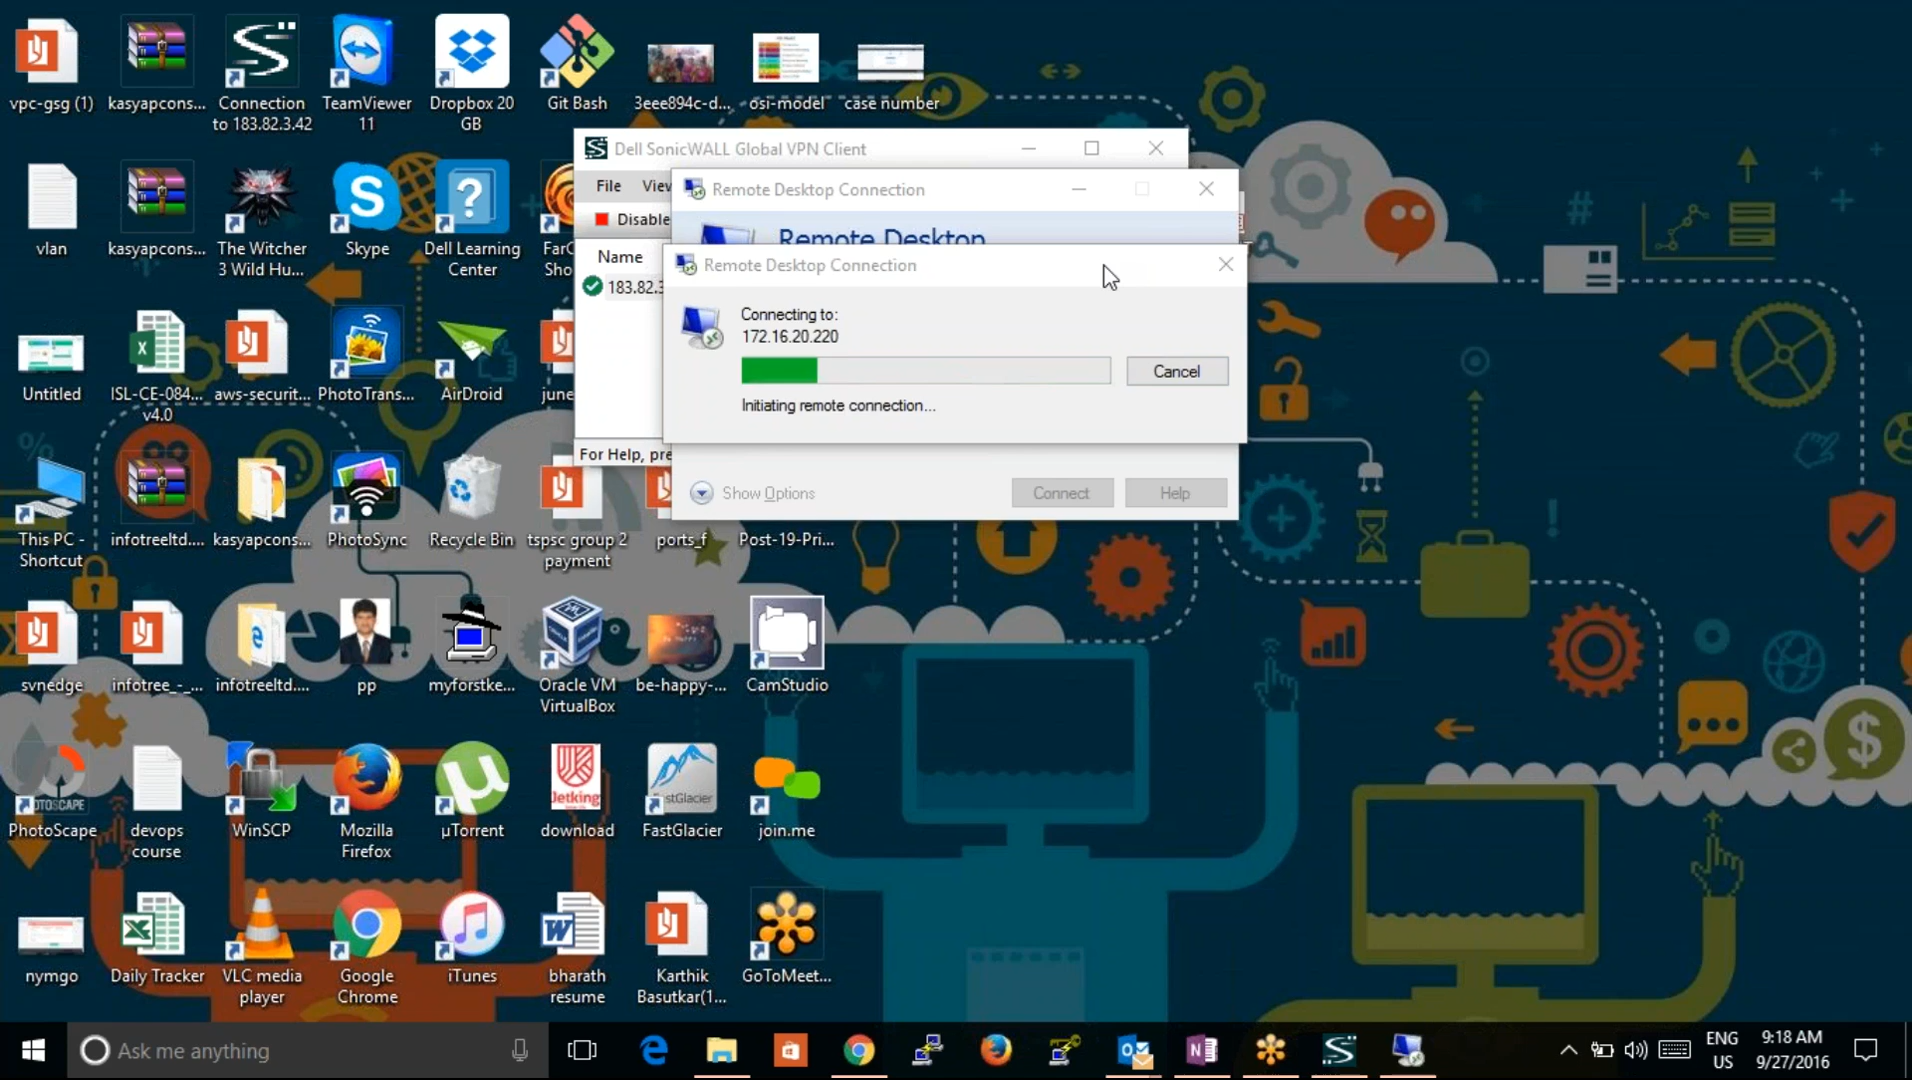 vpc-gsg (1)
kasyapcons...
Connection
to 183.82.3.42
TeamViewer
11
Dropbox 20
GB
Git Bash
3eee894c-d...
osi-model
case number
vlan
kasyapcons...
The Witcher
3 Wild Hu...
Skype
Dell Learning
Center
FarC
Sho
Untitled
ISL-CE-084...
v4.0
aws-securit...
PhotoTrans...
AirDroid
june
This PC -
Shortcut
infotreeltd....
kasyapcons...
PhotoSync
Recycle Bin
tspsc group 2
payment
ports_f
Post-19-Pri...
svnedge
infotree_-_...
infotreeltd....
pp
myforstke...
Oracle VM
VirtualBox
be-happy-...
CamStudio
PhotoScape
devops
course
WinSCP
Mozilla
Firefox
µTorrent
Jetking
download
FastGlacier
FastGlacier
join.me
nymgo
Daily Tracker
VLC media
player
Google
Chrome
iTunes
bharath
resume
Karthik
Basutkar(1...
GoToMeet...
Dell SonicWALL Global VPN Client
File View
Disable
Name
183.82.3
For Help, pre
Remote Desktop Connection
Remote Desktop
Remote Desktop Connection
Connecting to:
172.16.20.220
Cancel
Initiating remote connection...
Show Options
Connect
Help
Ask me anything
ENG
US
9:18 AM
9/27/2016